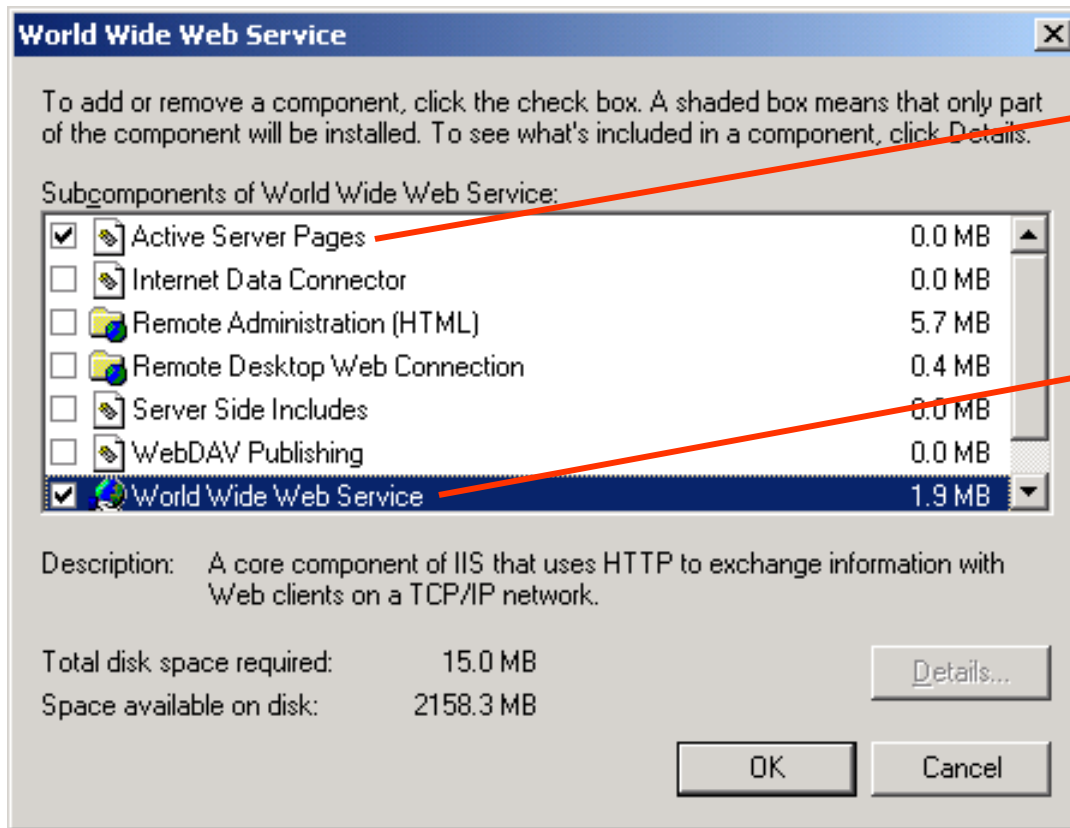 World Wide Web Service
To add or remove a component, click the check box. A shaded box means that only part
of the component will be installed. To see what's included in a component, click Details.
Subcomponents of World Wide Web Service:
Active Server Pages 0.0 MB
Internet Data Connector 0.0 MB
Remote Administration (HTML) 5.7 MB
Remote Desktop Web Connection 0.4 MB
Server Side Includes 0.0 MB
WebDAV Publishing 0.0 MB
World Wide Web Service 1.9 MB
Description: A core component of IIS that uses HTTP to exchange information with
Web clients on a TCP/IP network.
Total disk space required: 15.0 MB
Details...
Space available on disk: 2158.3 MB
OK Cancel